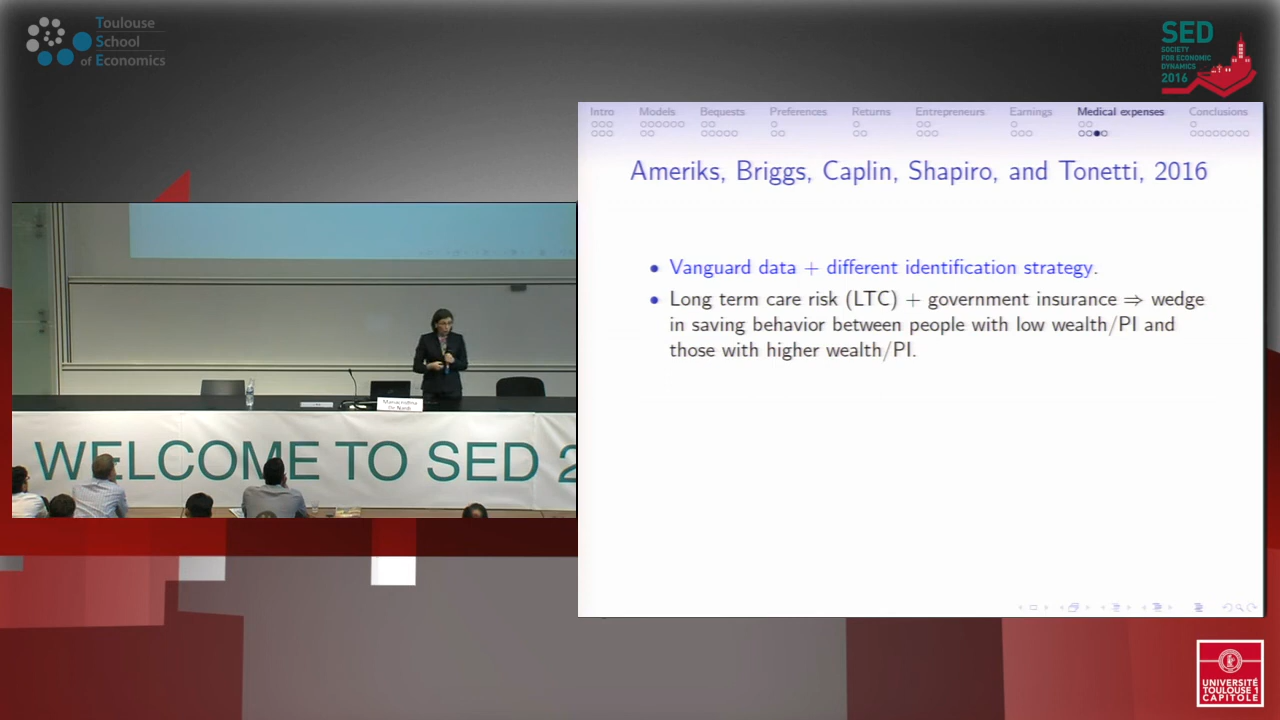 Toulouse
School
of Economics
SED
SOCIETY
FOR ECONOMIC
DYNAMICS
2016
Intro Models Bequests Preferences Returns Entrepreneurs Earnings Medical expenses Conclusions
Ameriks, Briggs, Caplin, Shapiro, and Tonetti, 2016
• Vanguard data + different identification strategy.
• Long term care risk (LTC) + government insurance ⇒ wedge
in saving behavior between people with low wealth/PI and
those with higher wealth/PI.
Mariacristina
De Nardi
WELCOME TO SED 2
UNIVERSITÉ
TOULOUSE 1
CAPITOLE